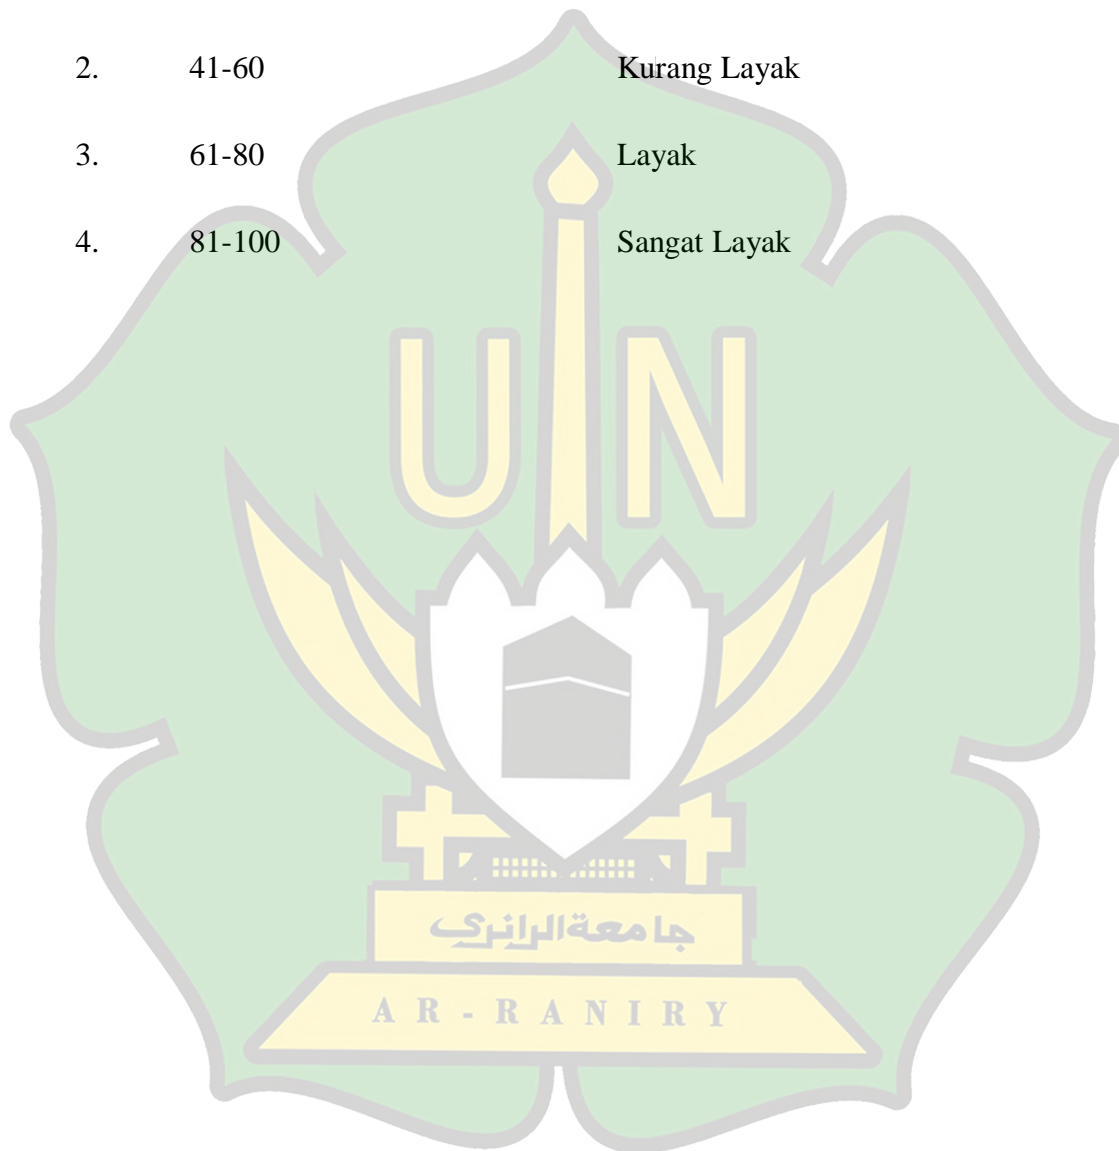 2. 41-60 Kurang Layak
3. 61-80 Layak
4. 81-100 Sangat Layak
UIN
جامعة الرانري
AR-RANIRY